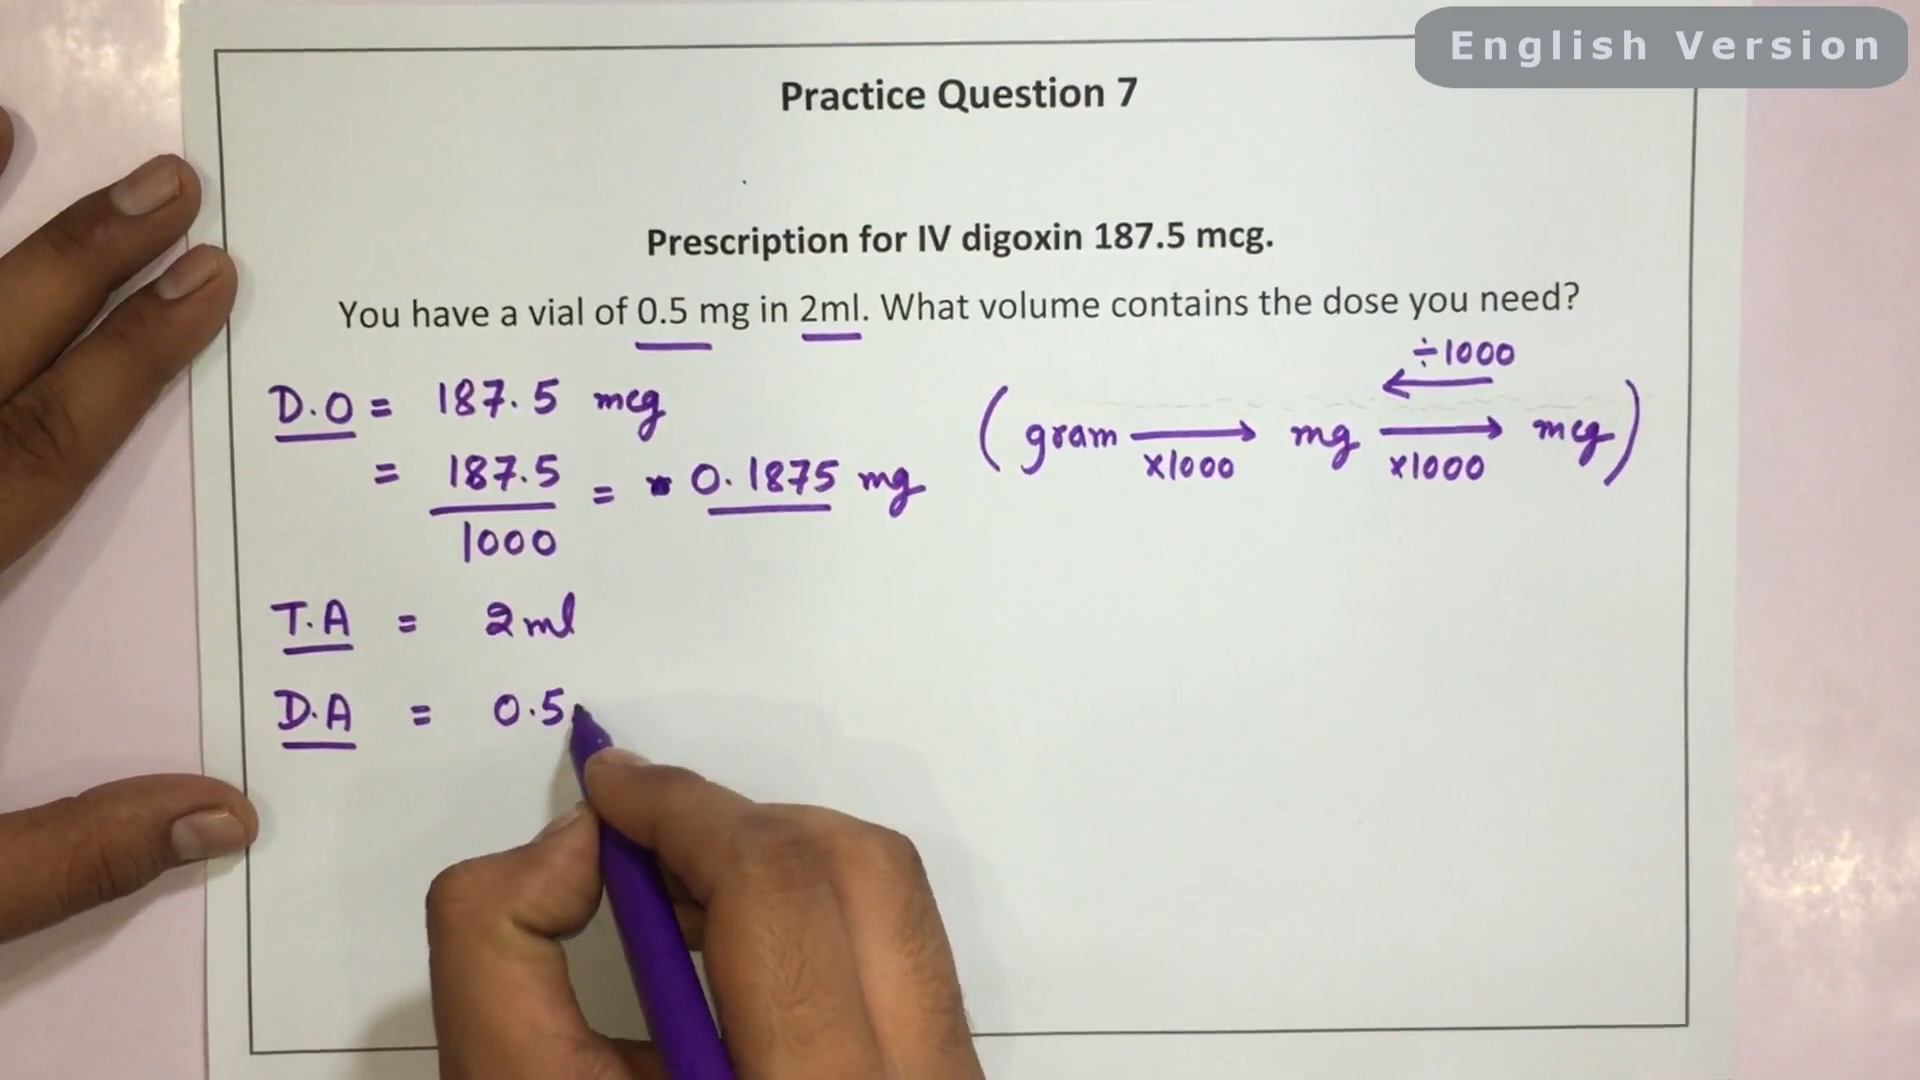 English Version
Practice Question 7
Prescription for IV digoxin 187.5 mcg.
You have a vial of 0.5 mg in 2ml. What volume contains the dose you need?
÷1000
D.O = 187.5 mcg
(gram → mg → mcg)
x1000 x1000
= 187.5 / 1000 = 0.1875 mg
T.A = 2ml
D.A = 0.5